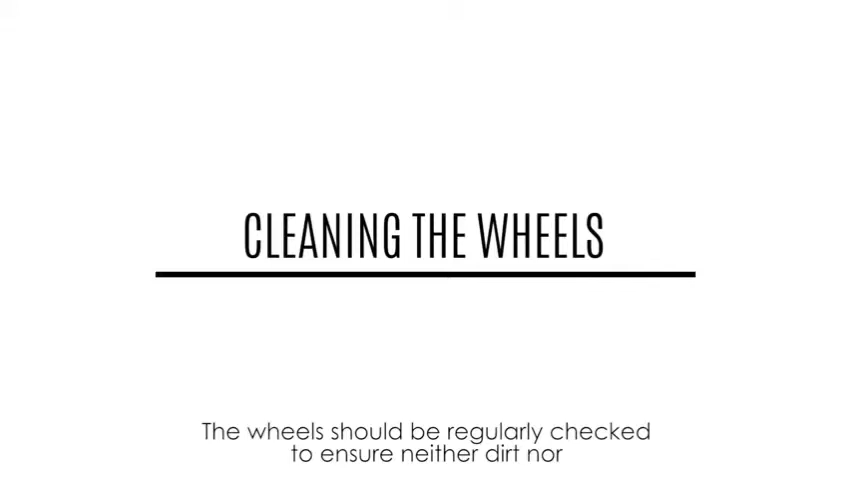 CLEANING THE WHEELS
The wheels should be regularly checked
to ensure neither dirt nor